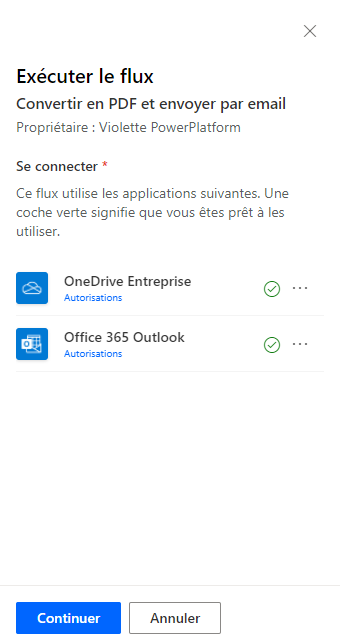 Exécuter le flux
Convertir en PDF et envoyer par email
Propriétaire : Violette PowerPlatform
Se connecter *
Ce flux utilise les applications suivantes. Une
coche verte signifie que vous êtes prêt à les
utiliser.
OneDrive Entreprise
Autorisations
Office 365 Outlook
Autorisations
Continuer
Annuler